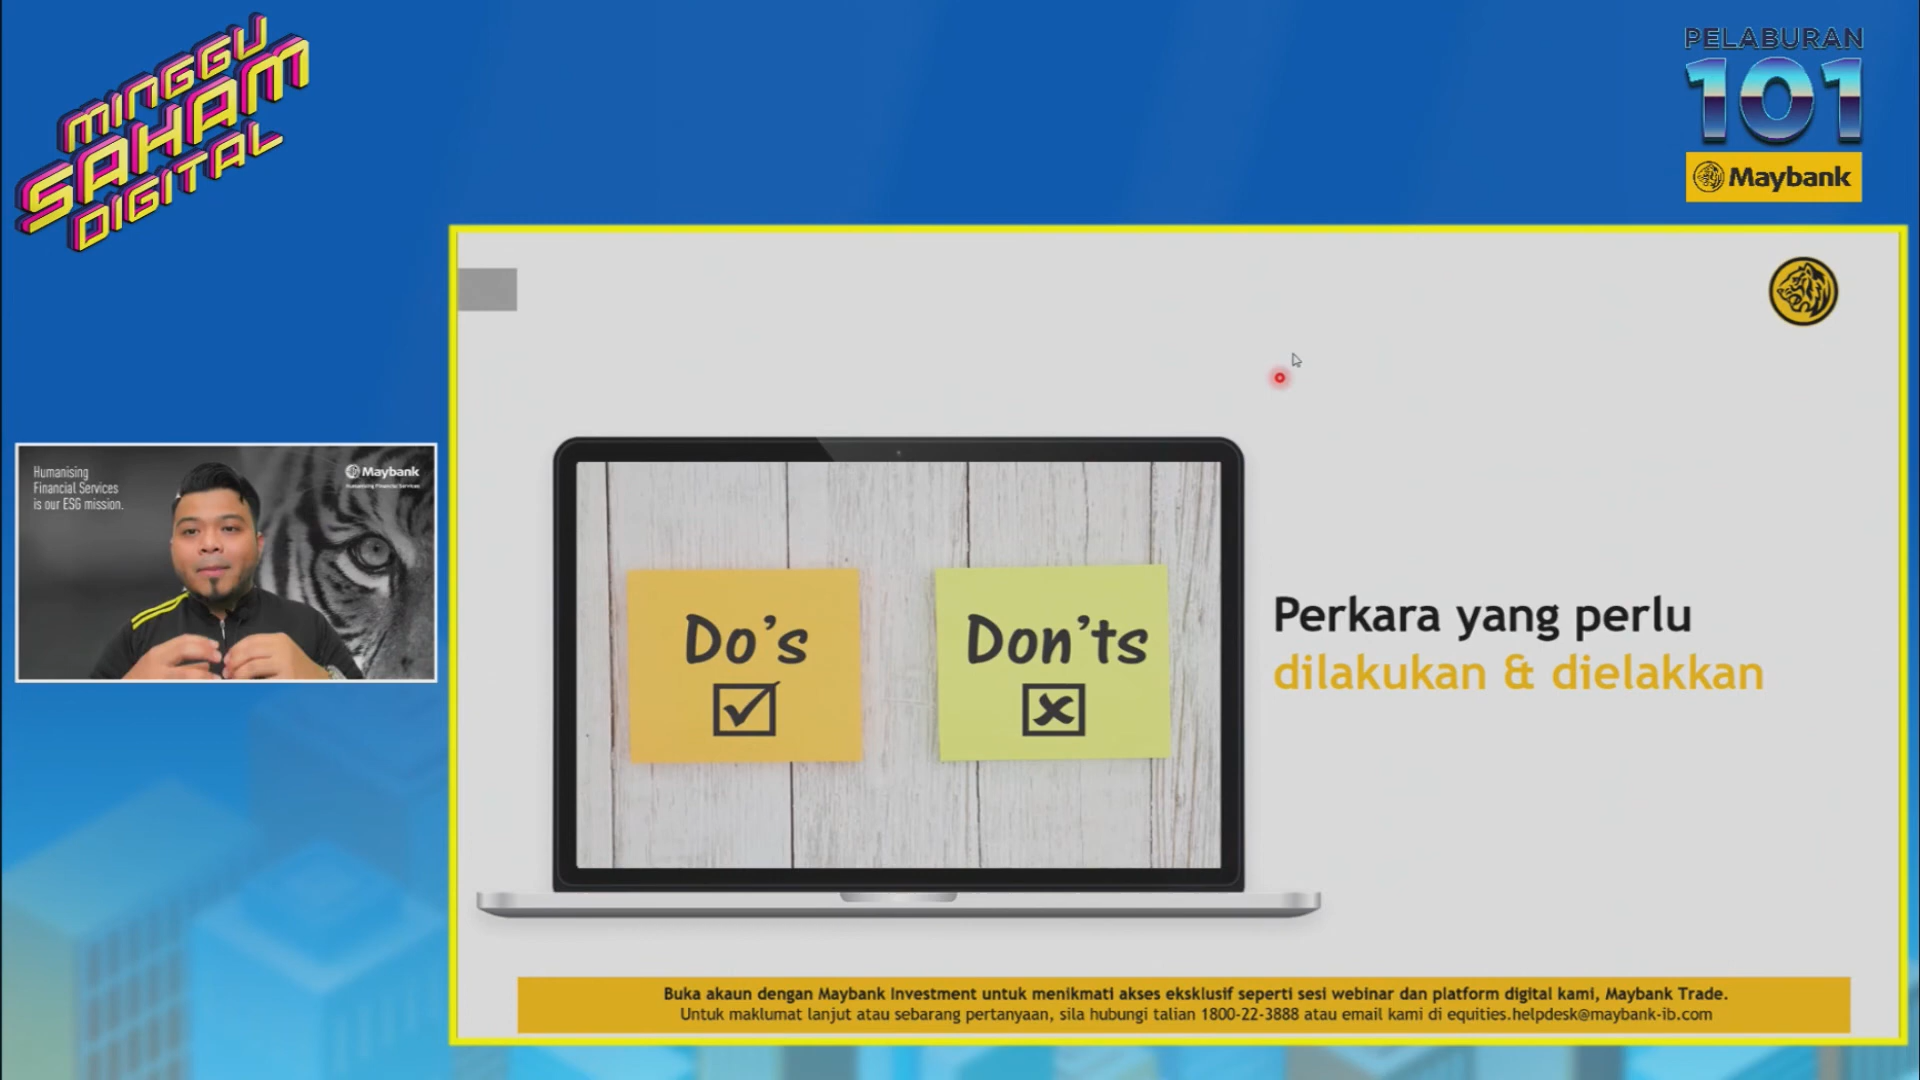 MINGGU
SAHAM
DIGITAL
PELABURAN
101
Maybank
Humanising
Financial Services
is our ESG mission.
Maybank
Humanising Financial Services
Do's
Don'ts
Perkara yang perlu
dilakukan & dielakkan
Buka akaun dengan Maybank Investment untuk menikmati akses eksklusif seperti sesi webinar dan platform digital kami, Maybank Trade.
Untuk maklumat lanjut atau sebarang pertanyaan, sila hubungi talian 1800-22-3888 atau email kami di equities.helpdesk@maybank-ib.com